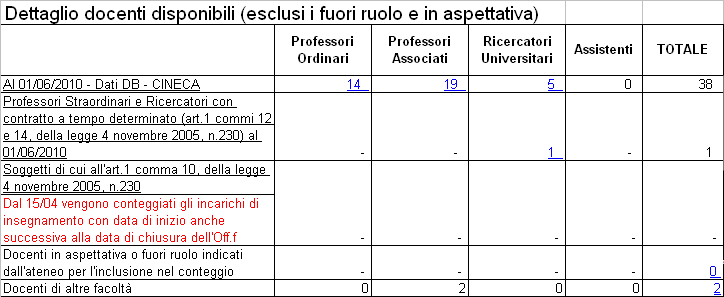 Dettaglio docenti disponibili (esclusi i fuori ruolo e in aspettativa)
Professori Ordinari Professori Associati Ricercatori Universitari Assistenti TOTALE
Al 01/06/2010 - Dati DB - CINECA 14 19 5 0 38
Professori Straordinari e Ricercatori con
contratto a tempo determinato (art.1 commi 12
e 14, della legge 4 novembre 2005, n.230) al
01/06/2010 - - 1 - 1
Soggetti di cui all'art.1 comma 10, della legge
4 novembre 2005, n.230
Dal 15/04 vengono conteggiati gli incarichi di
insegnamento con data di inizio anche
successiva alla data di chiusura dell'Off.f - - - - -
Docenti in aspettativa o fuori ruolo indicati
dall'ateneo per l'inclusione nel conteggio - - - - 0
Docenti di altre facoltà 0 2 0 0 2